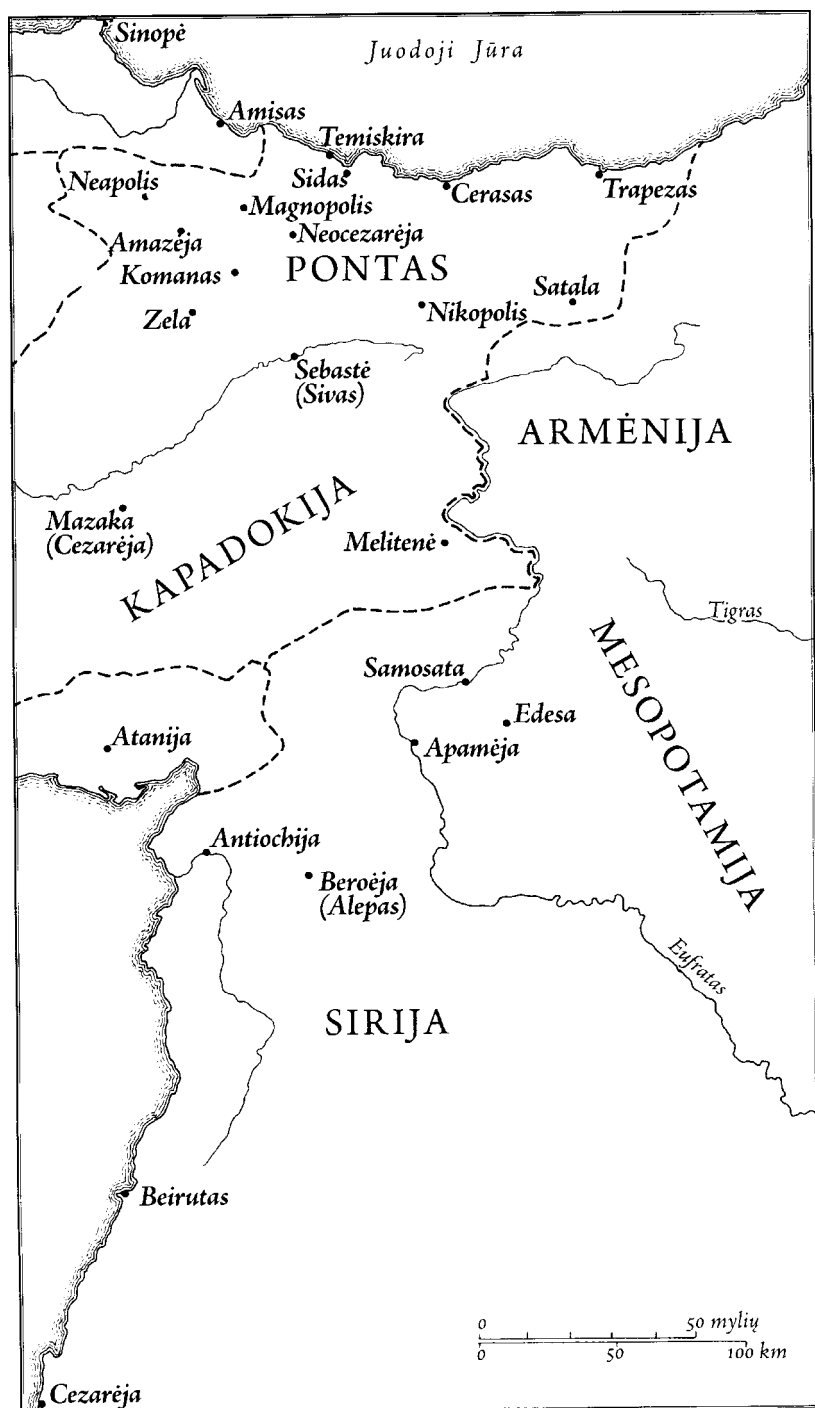 Sinopė
Juodoji Jūra
Amisas
Temiskira
Neapolis
Sidas
Cerasas
Trapezas
Magnopolis
Amazėja
Neocezarėja
Komanas
PONTAS
Satala
Zela
Nikopolis
Sebastė
(Sivas)
ARMĖNIJA
Mazaka
(Cezarėja)
KAPADOKIJA
Melitenė
Tigras
MESOPOTAMIJA
Samosata
Edesa
Atanija
Apamėja
Antiochija
Beroėja
(Alepas)
Eufratas
SIRIJA
Beirutas
0 50 mylių
0 50 100 km
Cezarėja